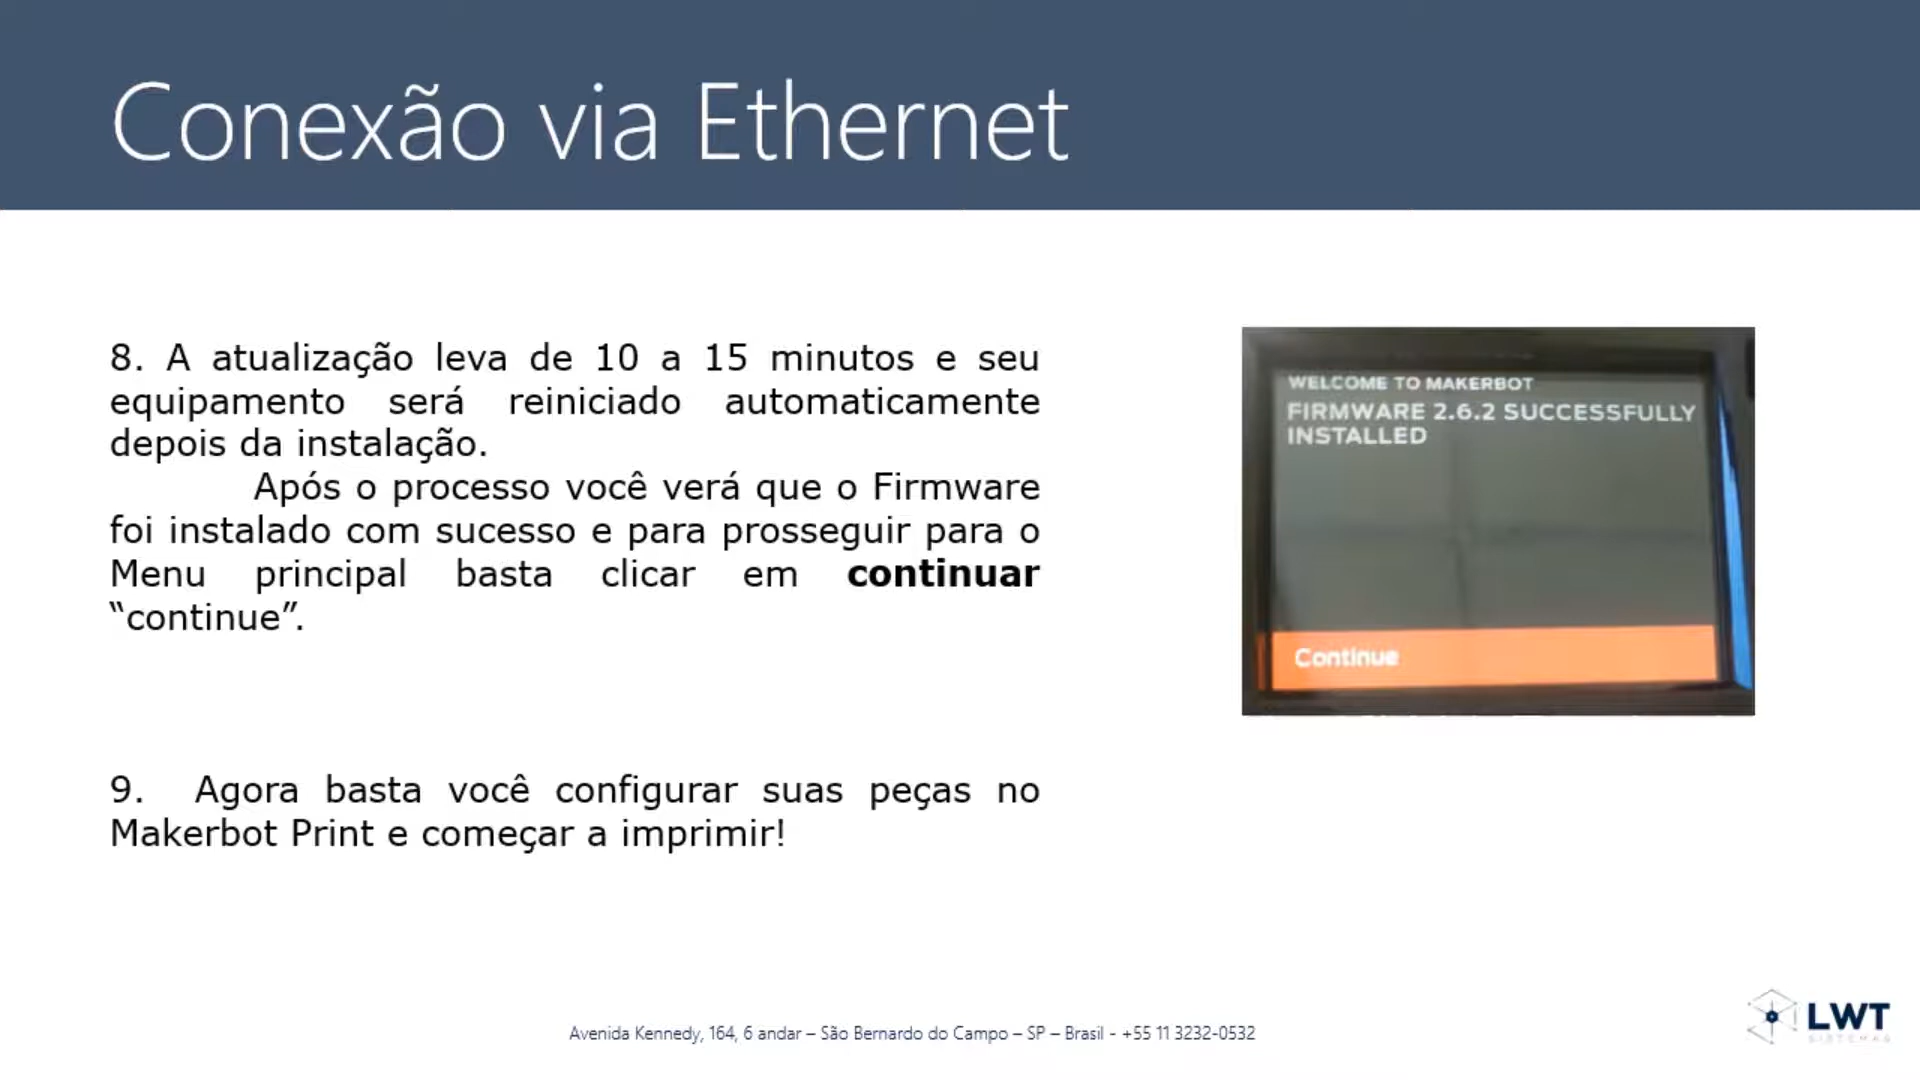 Conexão via Ethernet
8. A atualização leva de 10 a 15 minutos e seu
equipamento será reiniciado automaticamente
depois da instalação.
Após o processo você verá que o Firmware
foi instalado com sucesso e para prosseguir para o
Menu principal basta clicar em continuar
“continue”.
WELCOME TO MAKERBOT
FIRMWARE 2.6.2 SUCCESSFULLY
INSTALLED
Continue
9. Agora basta você configurar suas peças no
Makerbot Print e começar a imprimir!
Avenida Kennedy, 164, 6 andar – São Bernardo do Campo – SP – Brasil - +55 11 3232-0532
LWT
SISTEMAS